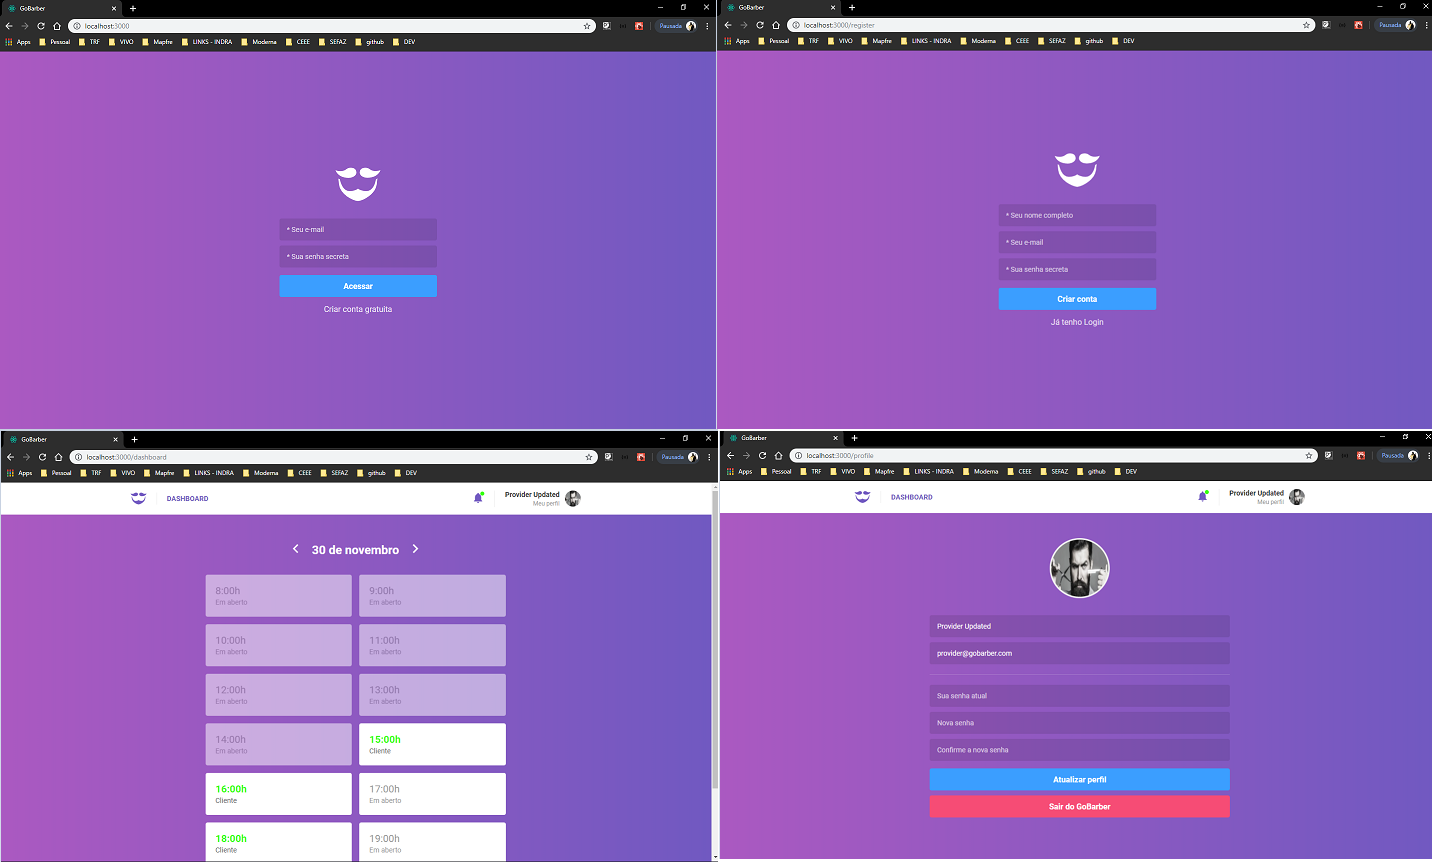 GoBarber
localhost:3000
Pausada
Apps Pessoal TRF VIVO Mapfre LINKS - INDRA Moderna CEEE SEFAZ github DEV
* Seu e-mail
* Sua senha secreta
Acessar
Criar conta gratuita
GoBarber
localhost:3000/register
Pausada
Apps Pessoal TRF VIVO Mapfre LINKS - INDRA Moderna CEEE SEFAZ github DEV
* Seu nome completo
* Seu e-mail
* Sua senha secreta
Criar conta
Já tenho Login
GoBarber
localhost:3000/dashboard
Pausada
Apps Pessoal TRF VIVO Mapfre LINKS - INDRA Moderna CEEE SEFAZ github DEV
DASHBOARD
Provider Updated
Meu perfil
30 de novembro
8:00h
Em aberto
9:00h
Em aberto
10:00h
Em aberto
11:00h
Em aberto
12:00h
Em aberto
13:00h
Em aberto
14:00h
Em aberto
15:00h
Cliente
16:00h
Cliente
17:00h
Em aberto
18:00h
Cliente
19:00h
Em aberto
GoBarber
localhost:3000/profile
Pausada
Apps Pessoal TRF VIVO Mapfre LINKS - INDRA Moderna CEEE SEFAZ github DEV
DASHBOARD
Provider Updated
Meu perfil
Provider Updated
provider@gobarber.com
Sua senha atual
Nova senha
Confirme a nova senha
Atualizar perfil
Sair do GoBarber